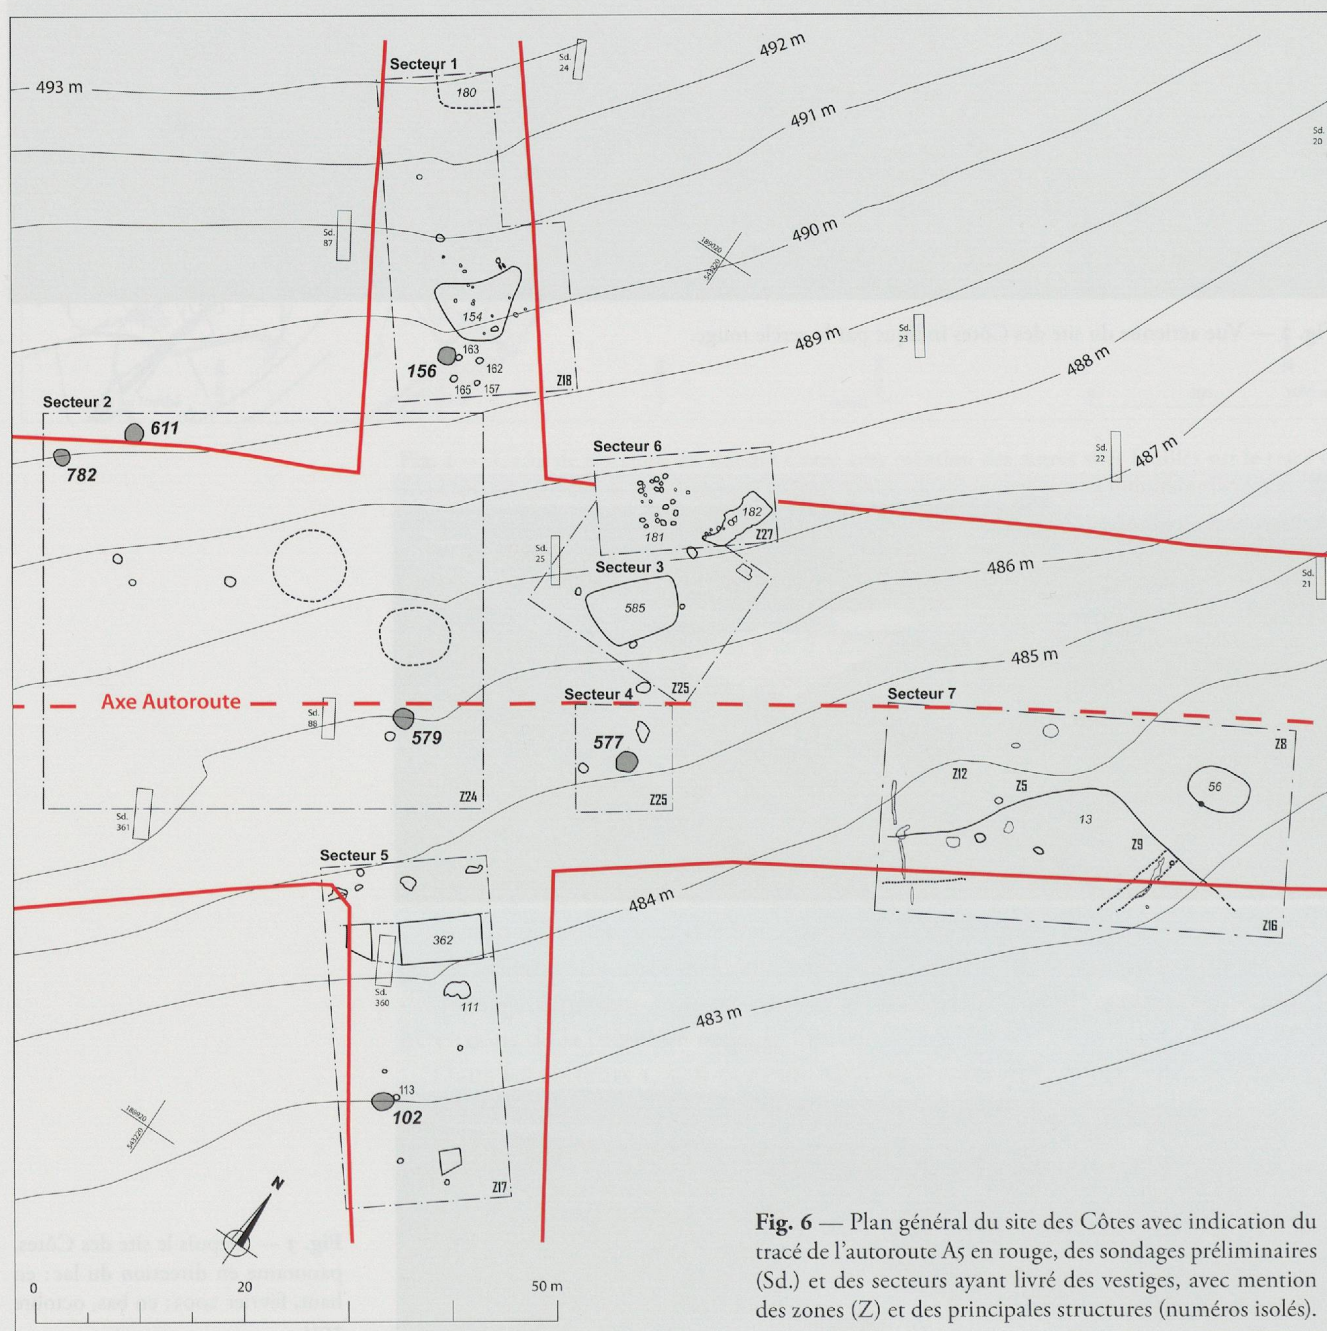 Secteur 1
Sd.
24
492 m
493 m
180
491 m
Sd.
20
Sd.
87
490 m
189020
543220
154
489 m
Sd.
23
163
156
162
488 m
165
157
Z18
Secteur 2
611
782
Secteur 6
487 m
Sd.
22
182
181
Z27
Sd.
25
Secteur 3
486 m
Sd.
21
585
485 m
Z25
Axe Autoroute
Secteur 4
Secteur 7
Sd.
86
579
577
Z8
Z12
Z5
56
Z24
Z25
Sd.
361
13
Z9
Secteur 5
484 m
Z16
362
Sd.
360
111
483 m
113
102
189020
543220
Z17
N
0
20
50 m
Fig. 6 — Plan général du site des Côtes avec indication du
tracé de l'autoroute A5 en rouge, des sondages préliminaires
(Sd.) et des secteurs ayant livré des vestiges, avec mention
des zones (Z) et des principales structures (numéros isolés).